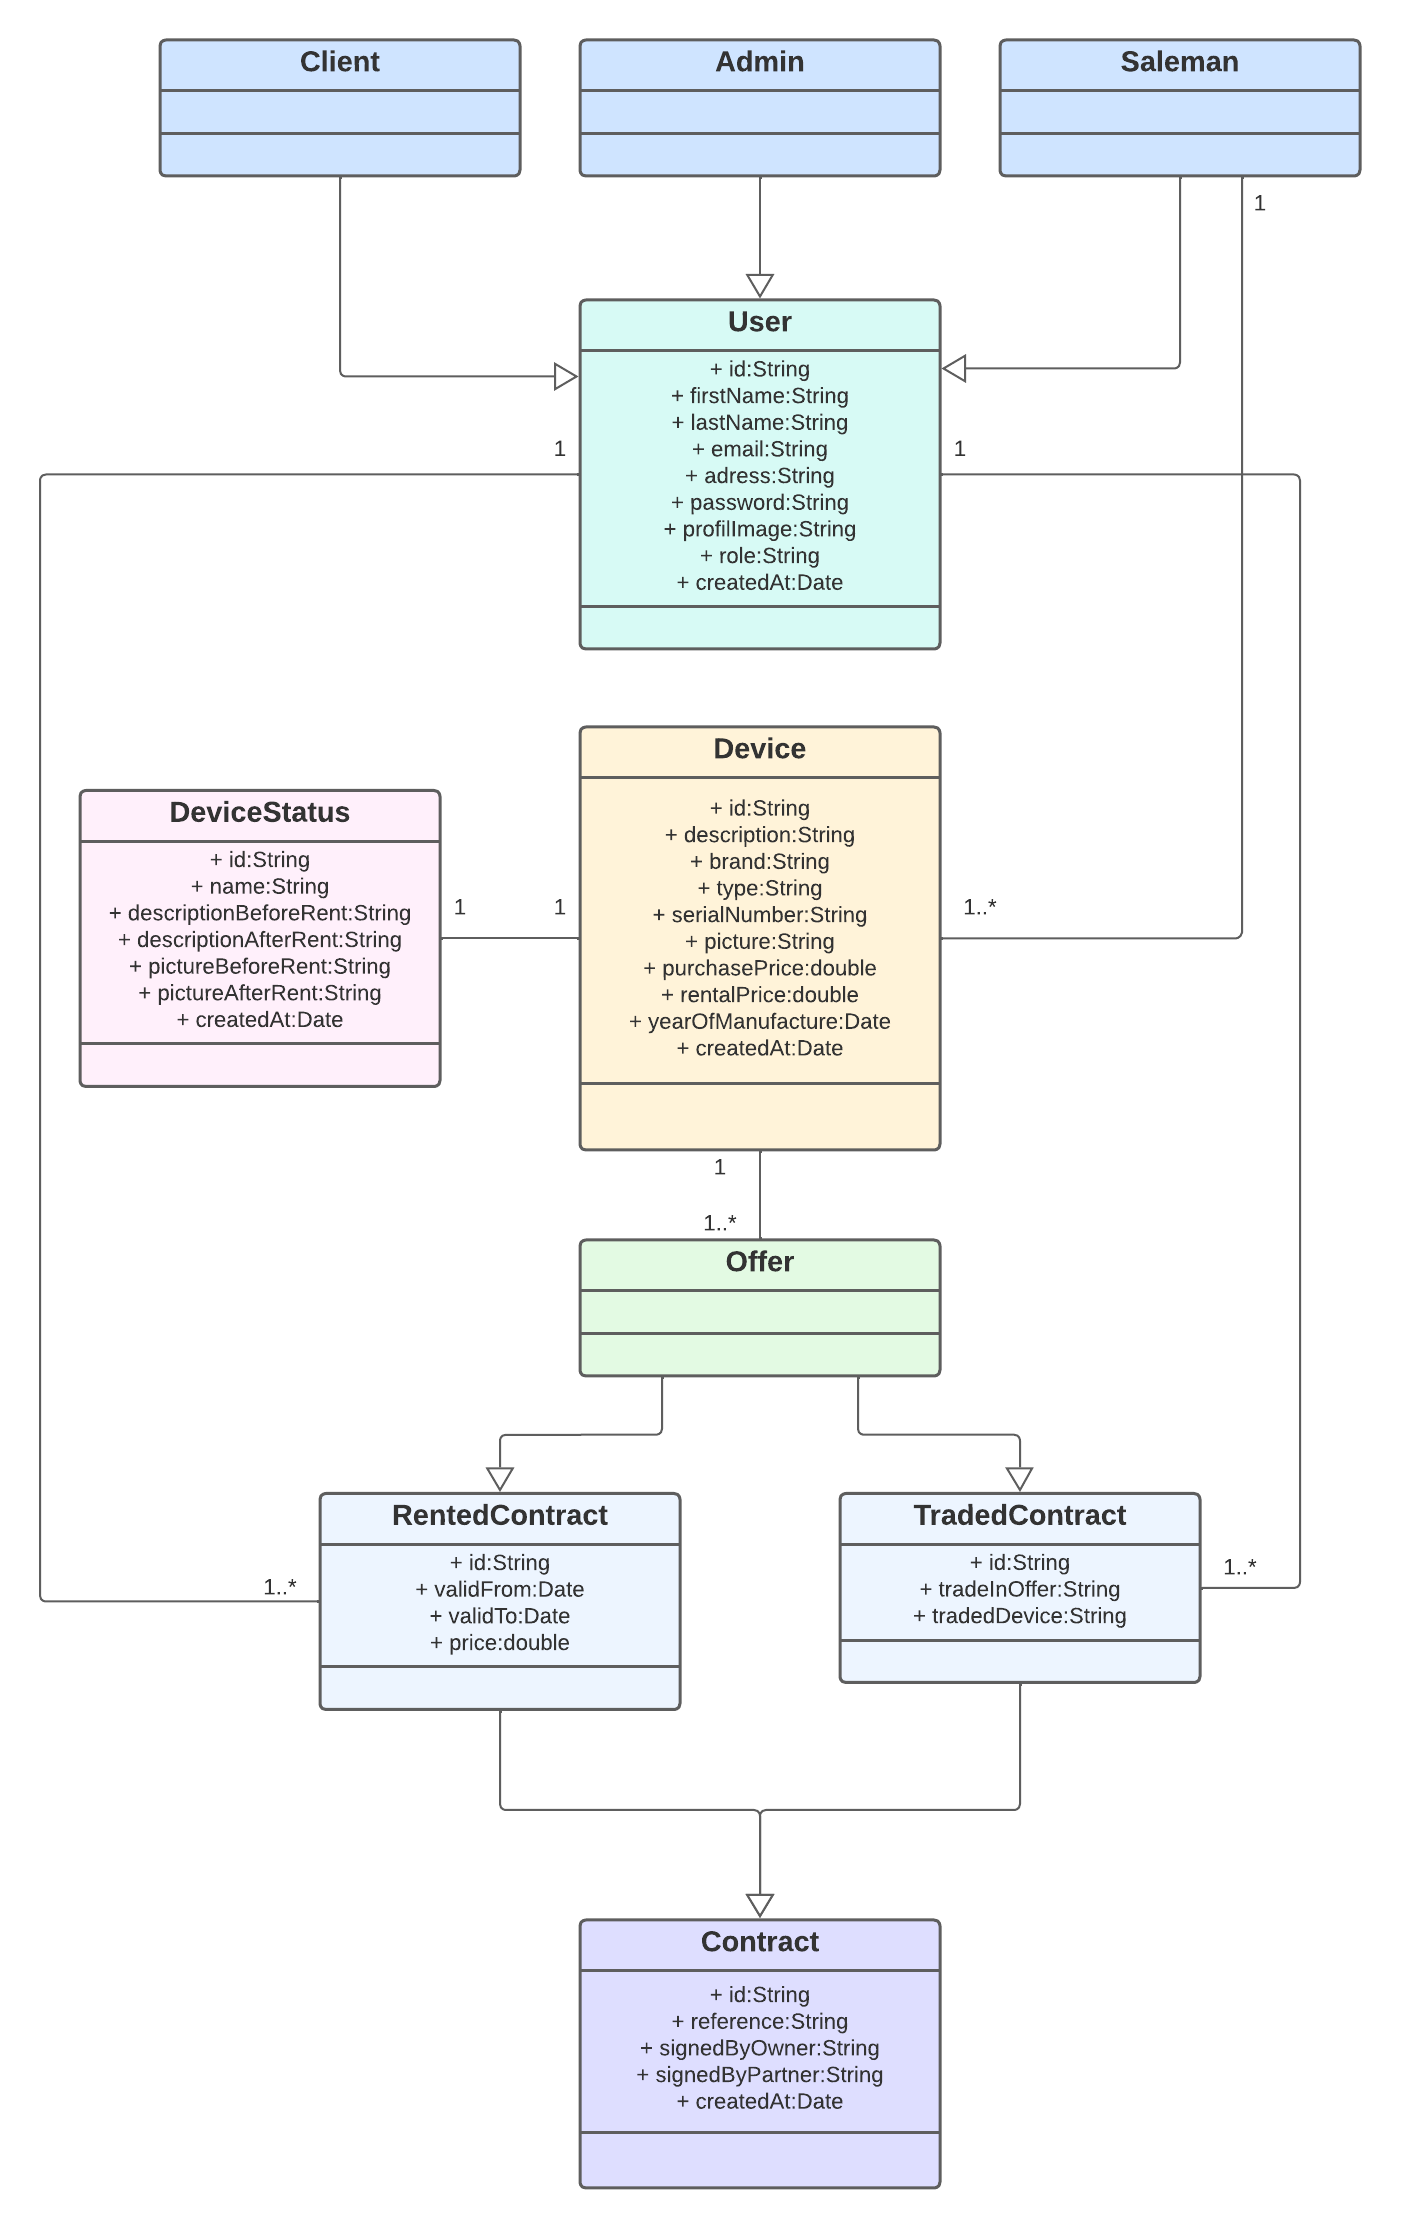 Client
Admin
Saleman
1
User
+ id:String
+ firstName:String
+ lastName:String
+ email:String
+ adress:String
+ password:String
+ profilImage:String
+ role:String
+ createdAt:Date
1
1
Device
+ id:String
+ description:String
+ brand:String
+ type:String
+ serialNumber:String
+ picture:String
+ purchasePrice:double
+ rentalPrice:double
+ yearOfManufacture:Date
+ createdAt:Date
DeviceStatus
+ id:String
+ name:String
+ descriptionBeforeRent:String
+ descriptionAfterRent:String
+ pictureBeforeRent:String
+ pictureAfterRent:String
+ createdAt:Date
1
1
1..*
1
1..*
Offer
RentedContract
+ id:String
+ validFrom:Date
+ validTo:Date
+ price:double
1..*
TradedContract
+ id:String
+ tradeInOffer:String
+ tradedDevice:String
1..*
Contract
+ id:String
+ reference:String
+ signedByOwner:String
+ signedByPartner:String
+ createdAt:Date